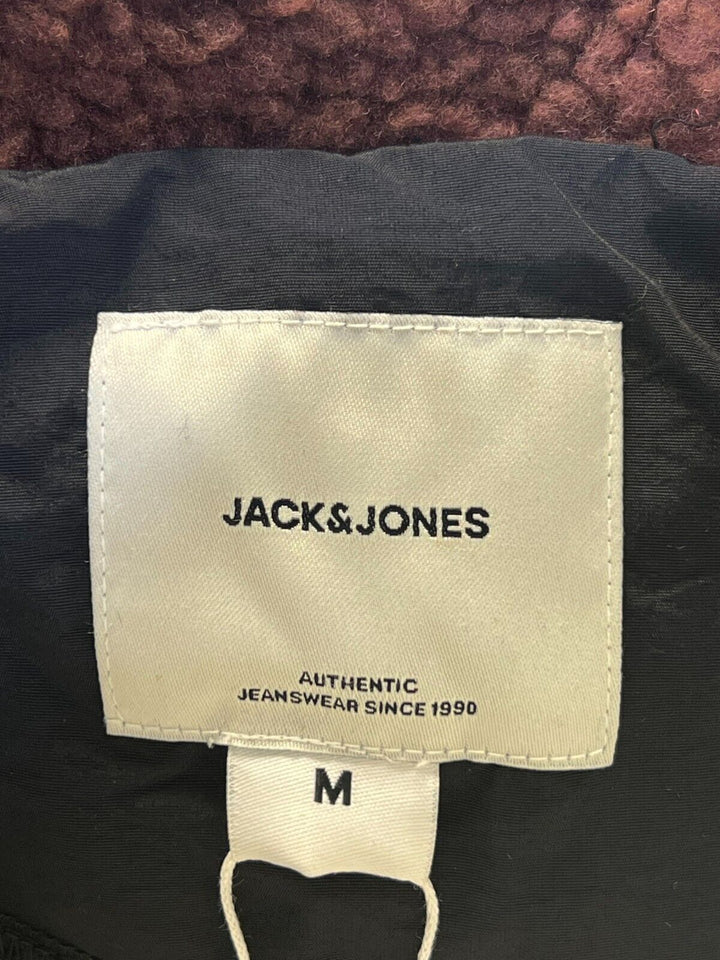 JACK&JONES
AUTHENTIC
JEANSWEAR SINCE 1990
M